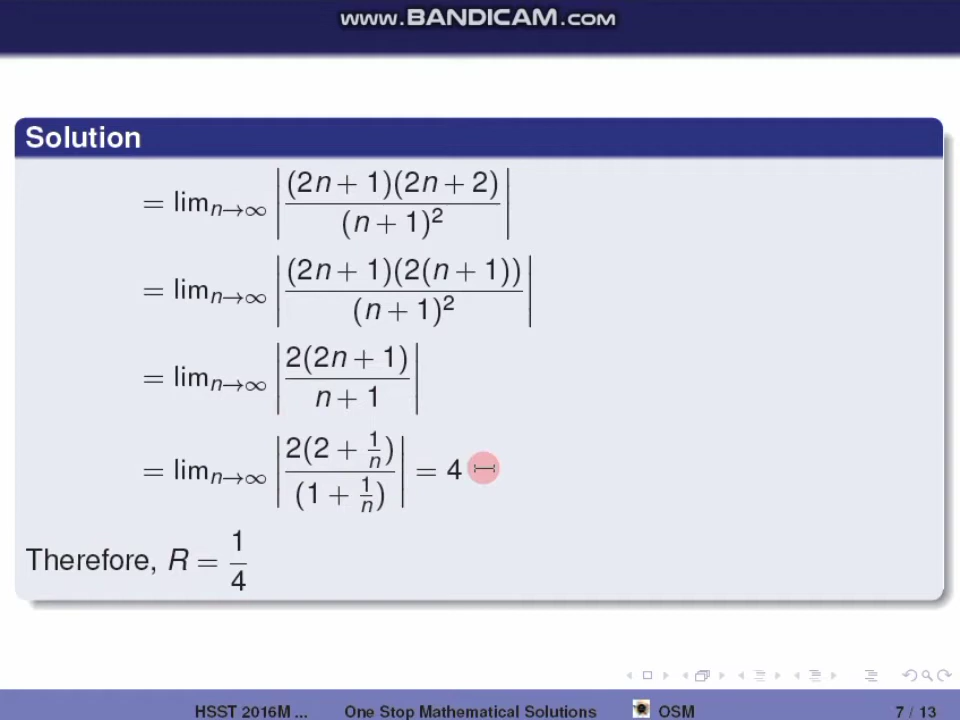 www.BANDICAM.com
Solution
= lim_{n→∞} |(2n + 1)(2n + 2) / (n + 1)²|
= lim_{n→∞} |(2n + 1)(2(n + 1)) / (n + 1)²|
= lim_{n→∞} |2(2n + 1) / n + 1|
= lim_{n→∞} |2(2 + 1/n) / (1 + 1/n)| = 4
Therefore, R = 1/4
HSST 2016M ... One Stop Mathematical Solutions OSM 7 / 13